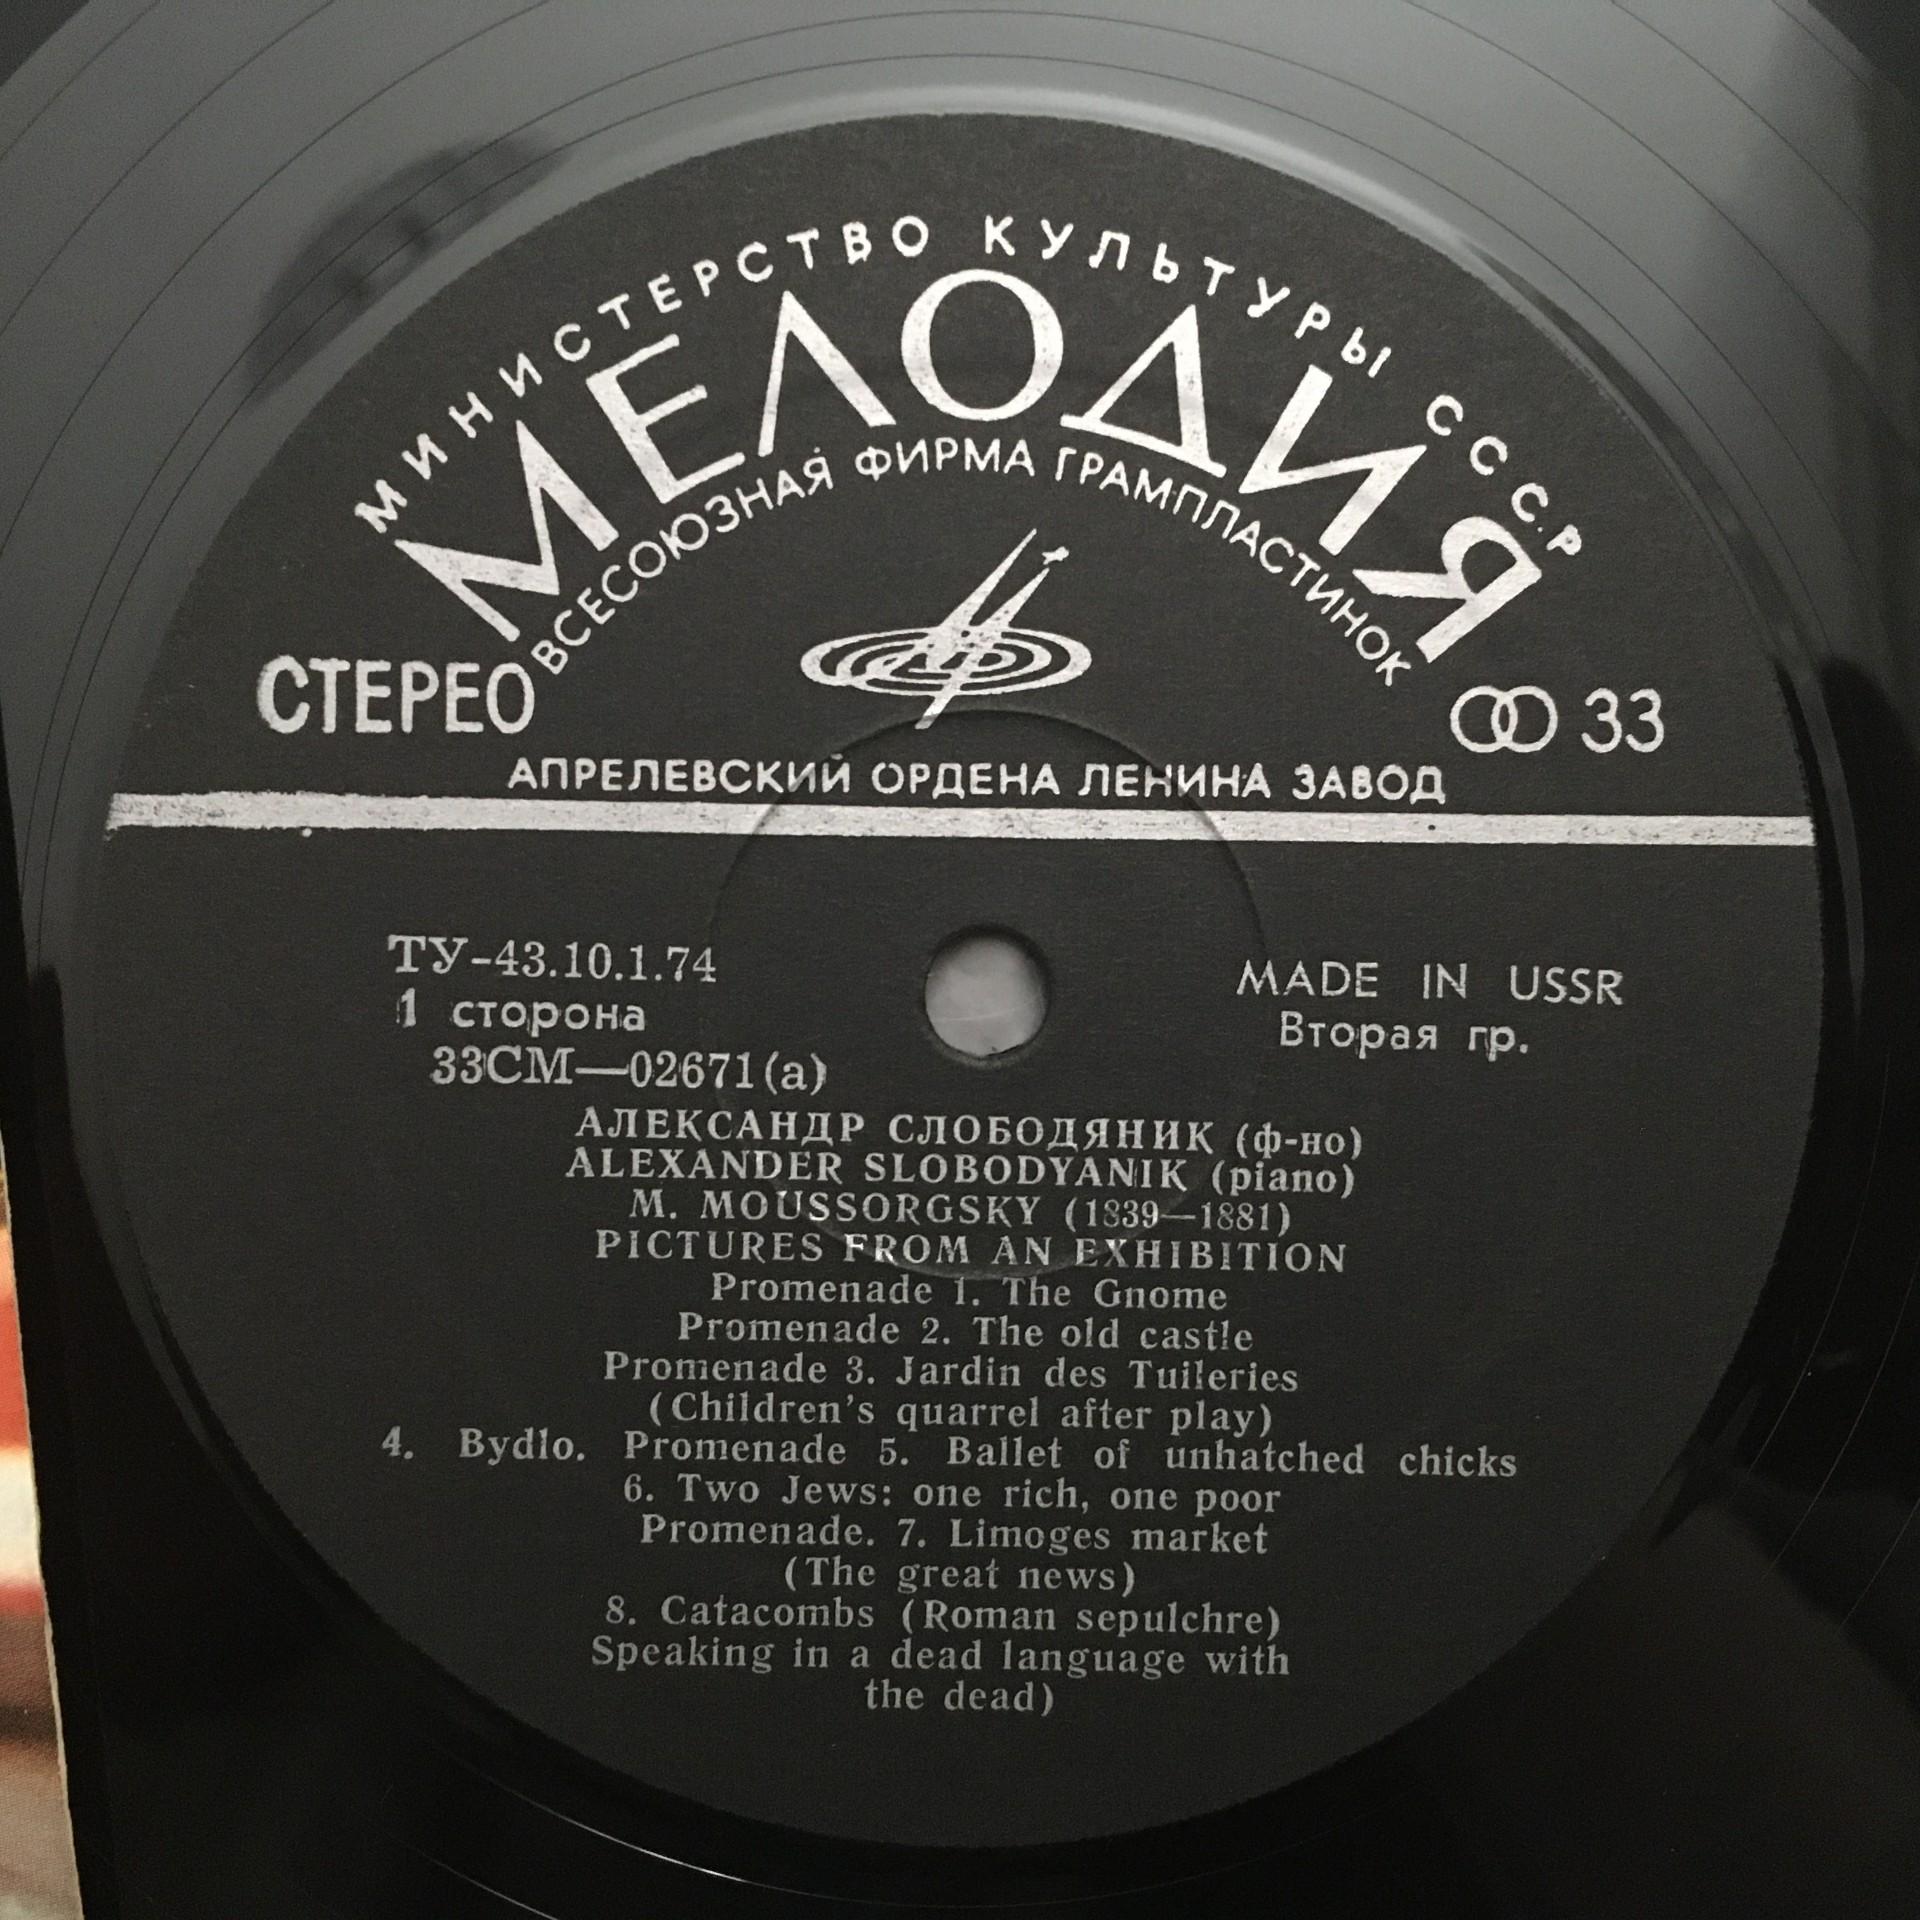 МИНИСТЕРСТВО КУЛЬТУРЫ СССР
МЕЛОДИЯ
ВСЕСОЮЗНАЯ ФИРМА ГРАМПЛАСТИНОК
СТЕРЕО
33
АПРЕЛЕВСКИЙ ОРДЕНА ЛЕНИНА ЗАВОД
ТУ-43.10.1.74
MADE IN USSR
1 сторона
Вторая гр.
33СМ—02671(а)
АЛЕКСАНДР СЛОБОДЯНИК (ф-но)
ALEXANDER SLOBODYANIK (piano)
M. MOUSSORGSKY (1839—1881)
PICTURES FROM AN EXHIBITION
Promenade 1. The Gnome
Promenade 2. The old castle
Promenade 3. Jardin des Tuileries
(Children's quarrel after play)
4. Bydlo. Promenade 5. Ballet of unhatched chicks
6. Two Jews: one rich, one poor
Promenade. 7. Limoges market
(The great news)
8. Catacombs (Roman sepulchre)
Speaking in a dead language with
the dead)